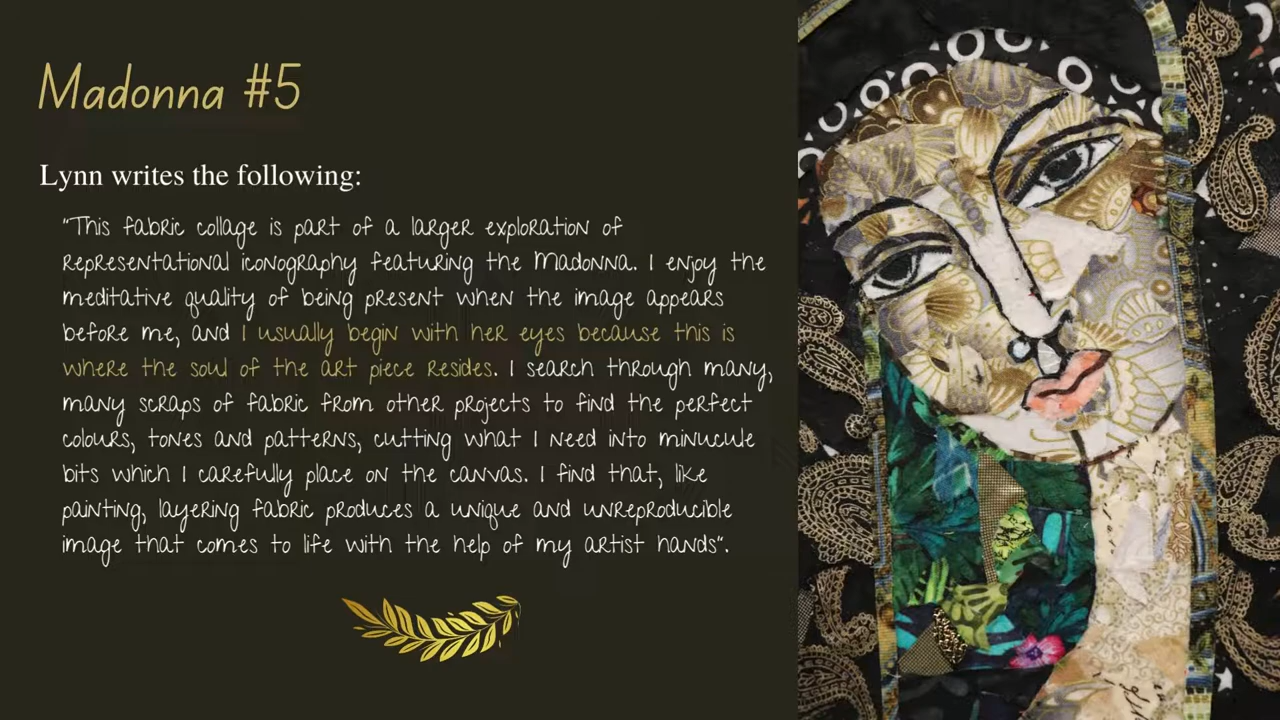 Madonna #5
Lynn writes the following:
"This fabric collage is part of a larger exploration of
representational iconography featuring the Madonna. I enjoy the
meditative quality of being present when the image appears
before me, and I usually begin with her eyes because this is
where the soul of the art piece resides. I search through many,
many scraps of fabric from other projects to find the perfect
colours, tones and patterns, cutting what I need into minucule
bits which I carefully place on the canvas. I find that, like
painting, layering fabric produces a unique and unreproducible
image that comes to life with the help of my artist hands".